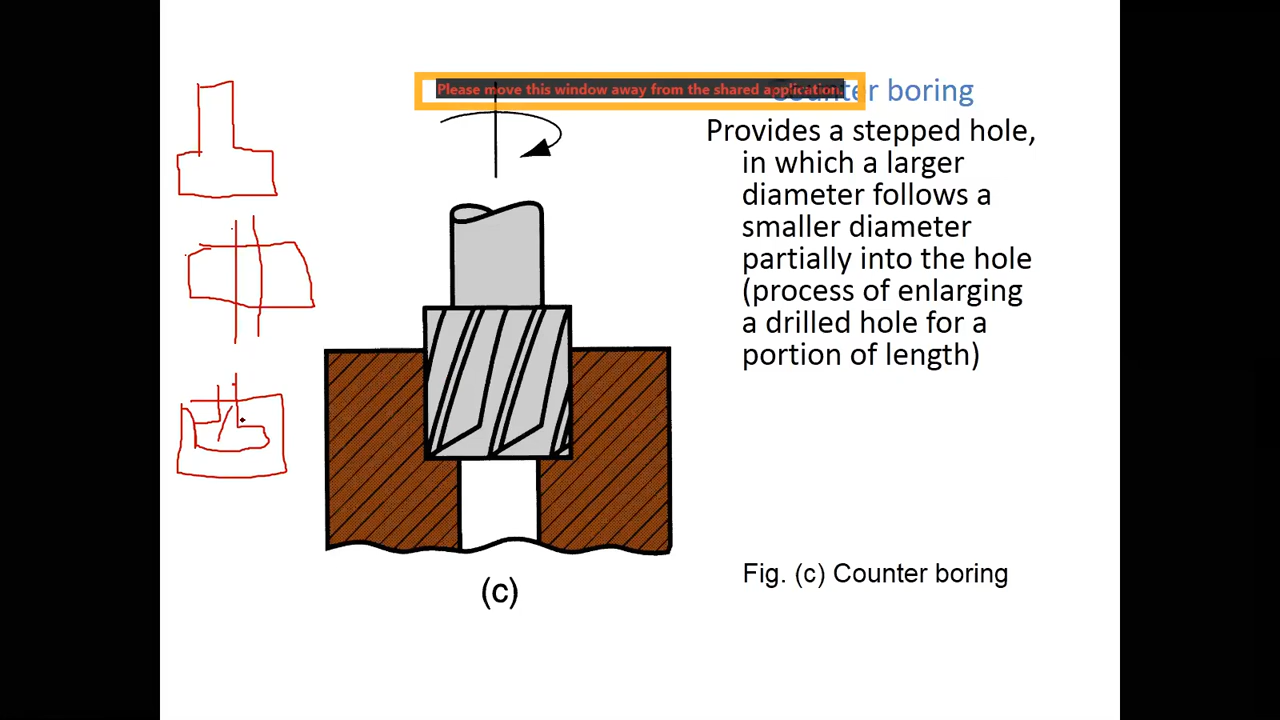 Please move this window away from the shared application.
Counter boring
Provides a stepped hole,
in which a larger
diameter follows a
smaller diameter
partially into the hole
(process of enlarging
a drilled hole for a
portion of length)
Fig. (c) Counter boring
(c)